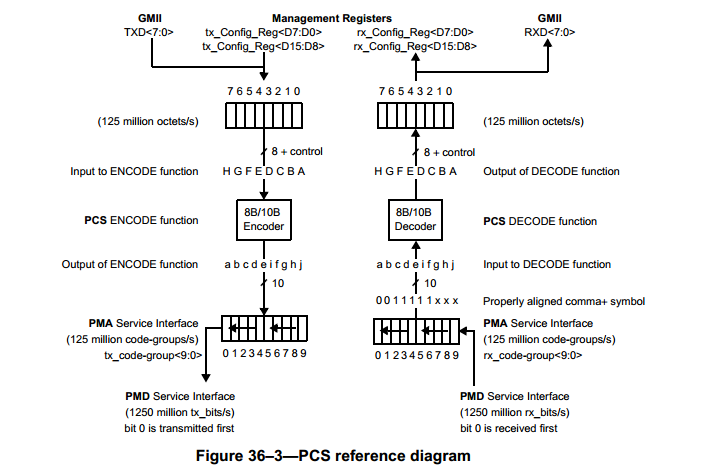 GMII
TXD<7:0>
Management Registers
tx_Config_Reg<D7:D0>
tx_Config_Reg<D15:D8>
rx_Config_Reg<D7:D0>
rx_Config_Reg<D15:D8>
GMII
RXD<7:0>
7 6 5 4 3 2 1 0
7 6 5 4 3 2 1 0
(125 million octets/s)
(125 million octets/s)
8 + control
8 + control
Input to ENCODE function
H G F E D C B A
H G F E D C B A
Output of DECODE function
PCS ENCODE function
8B/10B
Encoder
8B/10B
Decoder
PCS DECODE function
Output of ENCODE function
a b c d e i f g h j
a b c d e i f g h j
Input to DECODE function
10
10
0 0 1 1 1 1 1 x x x
Properly aligned comma+ symbol
PMA Service Interface
(125 million code-groups/s)
tx_code-group<9:0>
0 1 2 3 4 5 6 7 8 9
0 1 2 3 4 5 6 7 8 9
PMA Service Interface
(125 million code-groups/s)
rx_code-group<9:0>
PMD Service Interface
(1250 million tx_bits/s)
bit 0 is transmitted first
PMD Service Interface
(1250 million rx_bits/s)
bit 0 is received first
Figure 36–3—PCS reference diagram